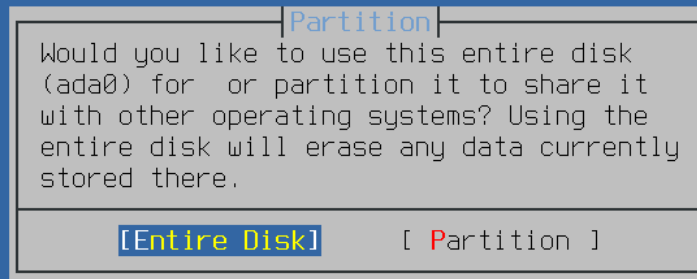 Partition
Would you like to use this entire disk
(ada0) for  or partition it to share it
with other operating systems? Using the
entire disk will erase any data currently
stored there.
[Entire Disk] [ Partition ]